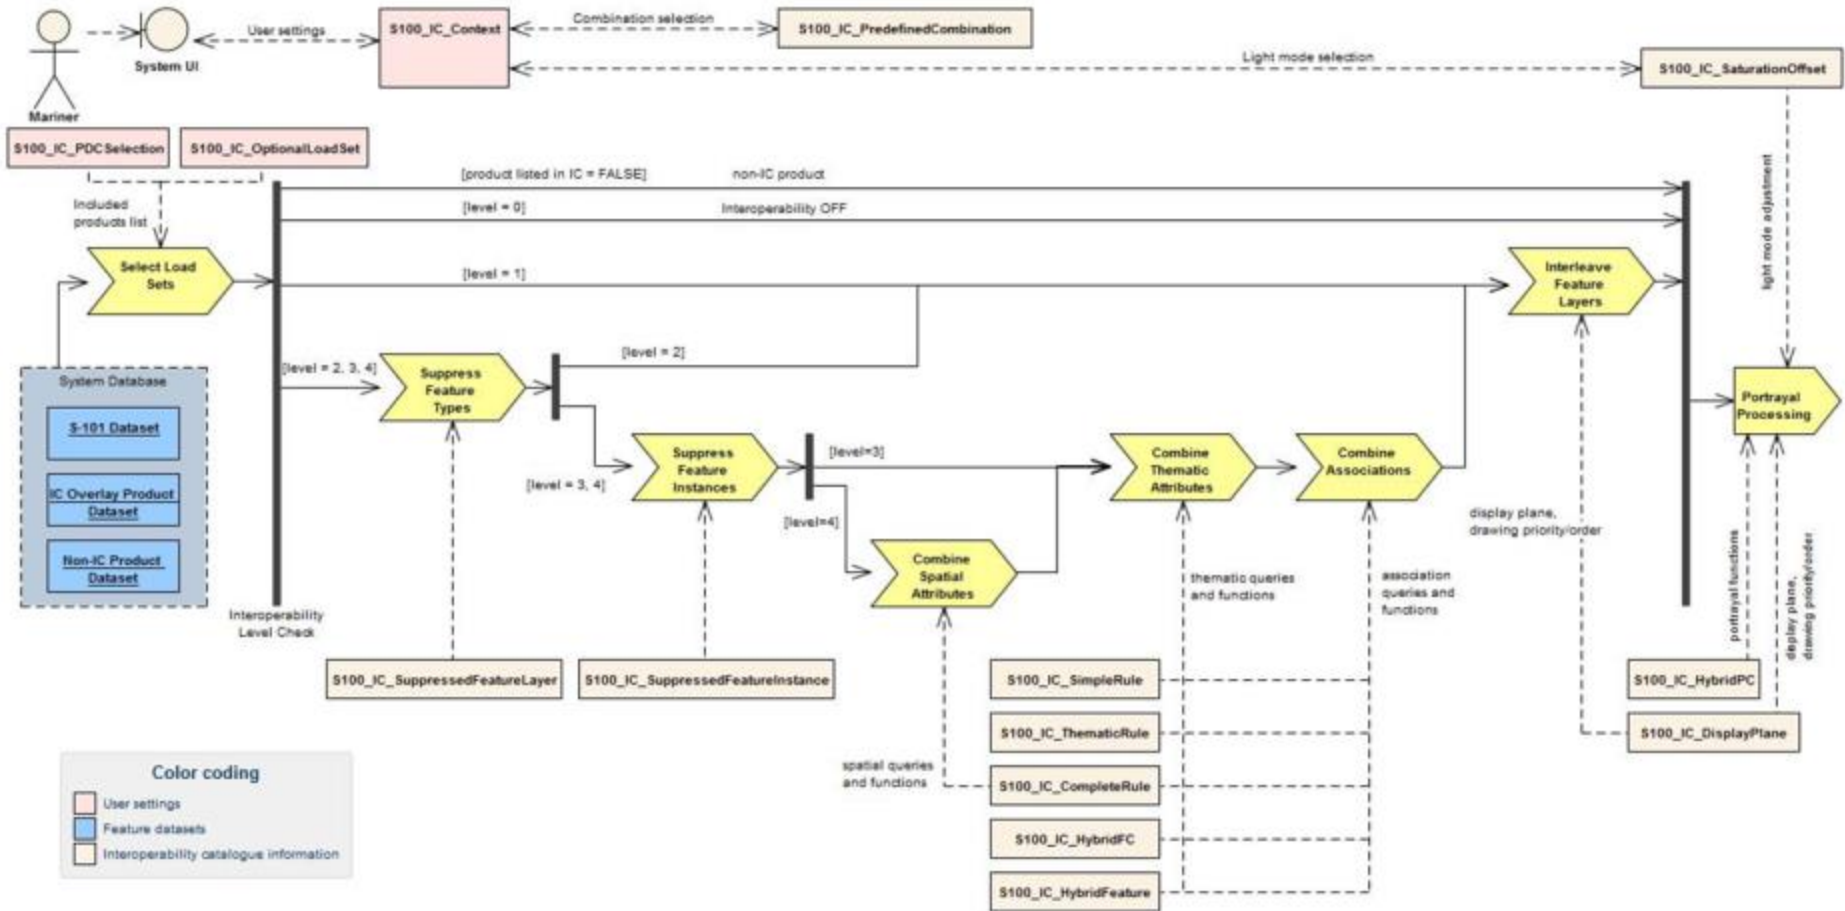 S100_IC_Context
Combination selection
S100_IC_PredefinedCombination
User settings
System UI
Light mode selection
S100_IC_SaturationOffset
Mariner
S100_IC_PDCSelection
S100_IC_OptionalLoadSet
[product listed in IC = FALSE]
non-IC product
Included
products list
[level = 0]
Interoperability OFF
light mode adjustment
Select Load
Sets
[level = 1]
Interleave
Feature
Layers
[level = 2, 3, 4]
Suppress
Feature
Types
[level = 2]
System Database
S-101 Dataset
IC Overlay Product
Dataset
Non-IC Product
Dataset
Portrayal
Processing
[level = 3, 4]
Suppress
Feature
Instances
[level=3]
[level=4]
Combine
Thematic
Attributes
Combine
Associations
display plane,
drawing priority/order
Combine
Spatial
Attributes
thematic queries
and functions
association
queries and
functions
portrayal functions
display plane,
drawing priority/order
Interoperability
Level Check
S100_IC_SuppressedFeatureLayer
S100_IC_SuppressedFeatureInstance
S100_IC_SimpleRule
S100_IC_HybridPC
S100_IC_ThematicRule
S100_IC_DisplayPlane
spatial queries
and functions
S100_IC_CompleteRule
S100_IC_HybridFC
S100_IC_HybridFeature
Color coding
User settings
Feature datasets
Interoperability catalogue information